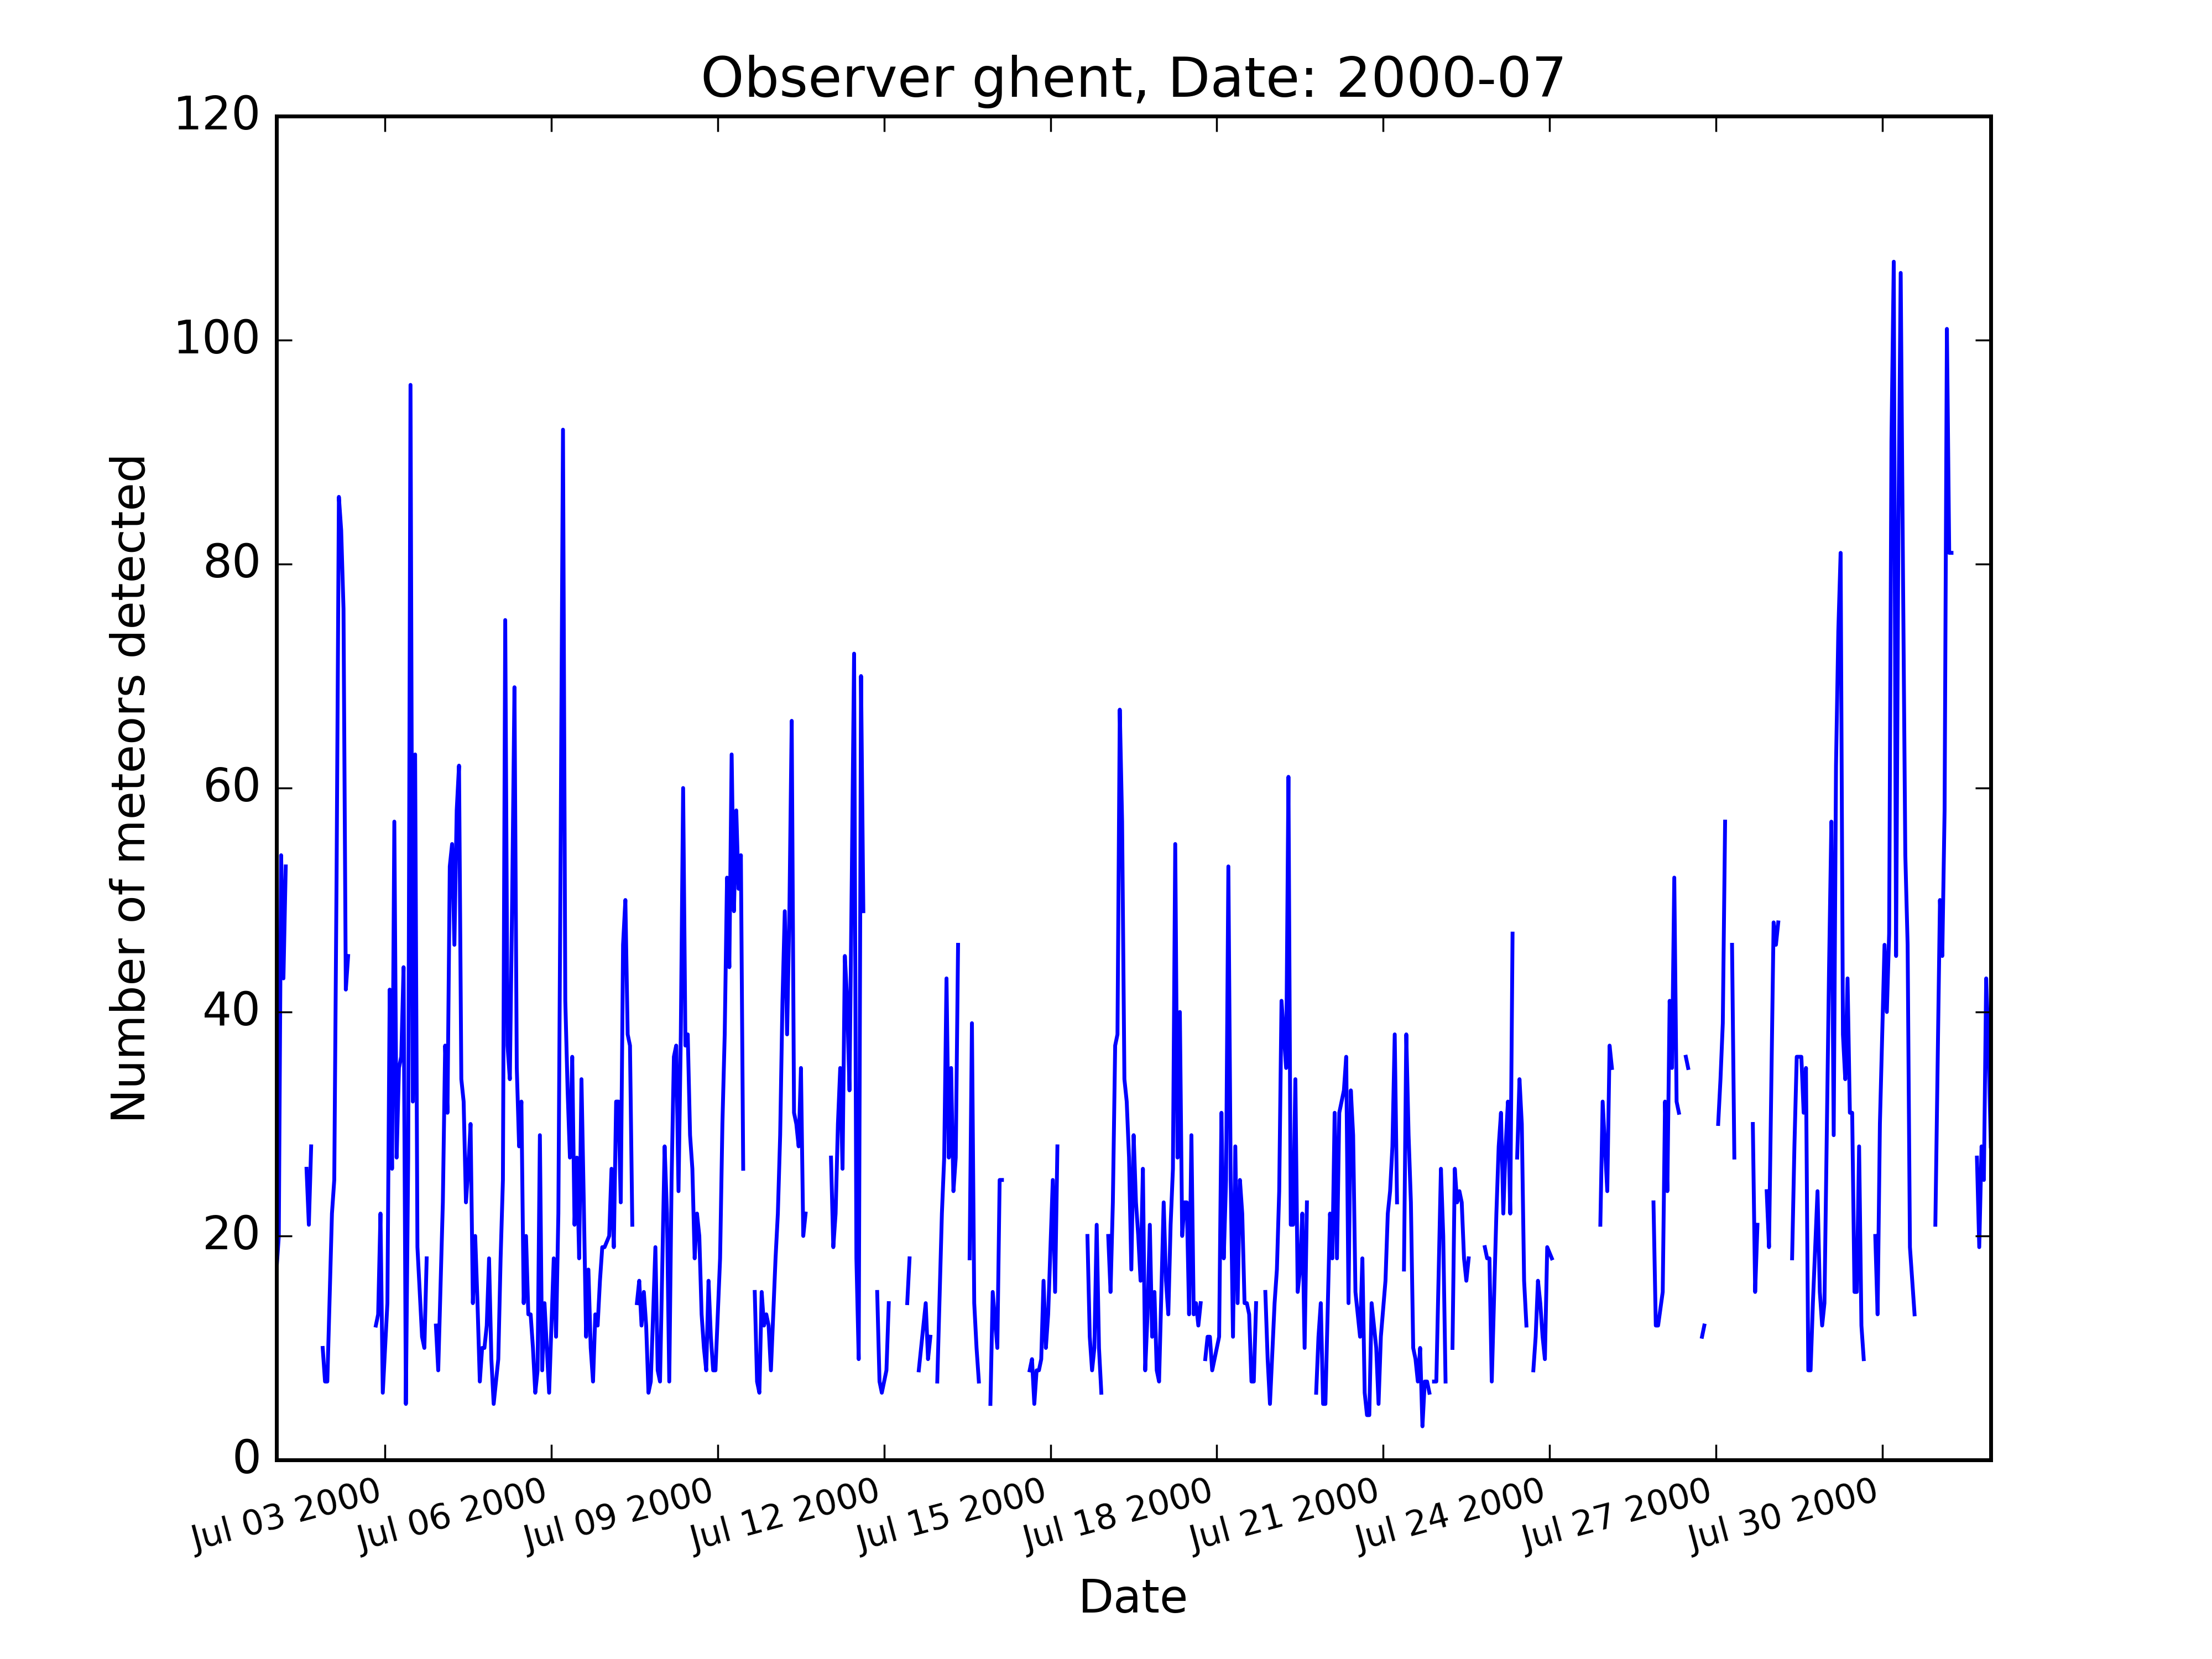 Observer ghent, Date: 2000-07
120
100
80
60
40
20
0
Number of meteors detected
Jul 03 2000
Jul 06 2000
Jul 09 2000
Jul 12 2000
Jul 15 2000
Jul 18 2000
Jul 21 2000
Jul 24 2000
Jul 27 2000
Jul 30 2000
Date